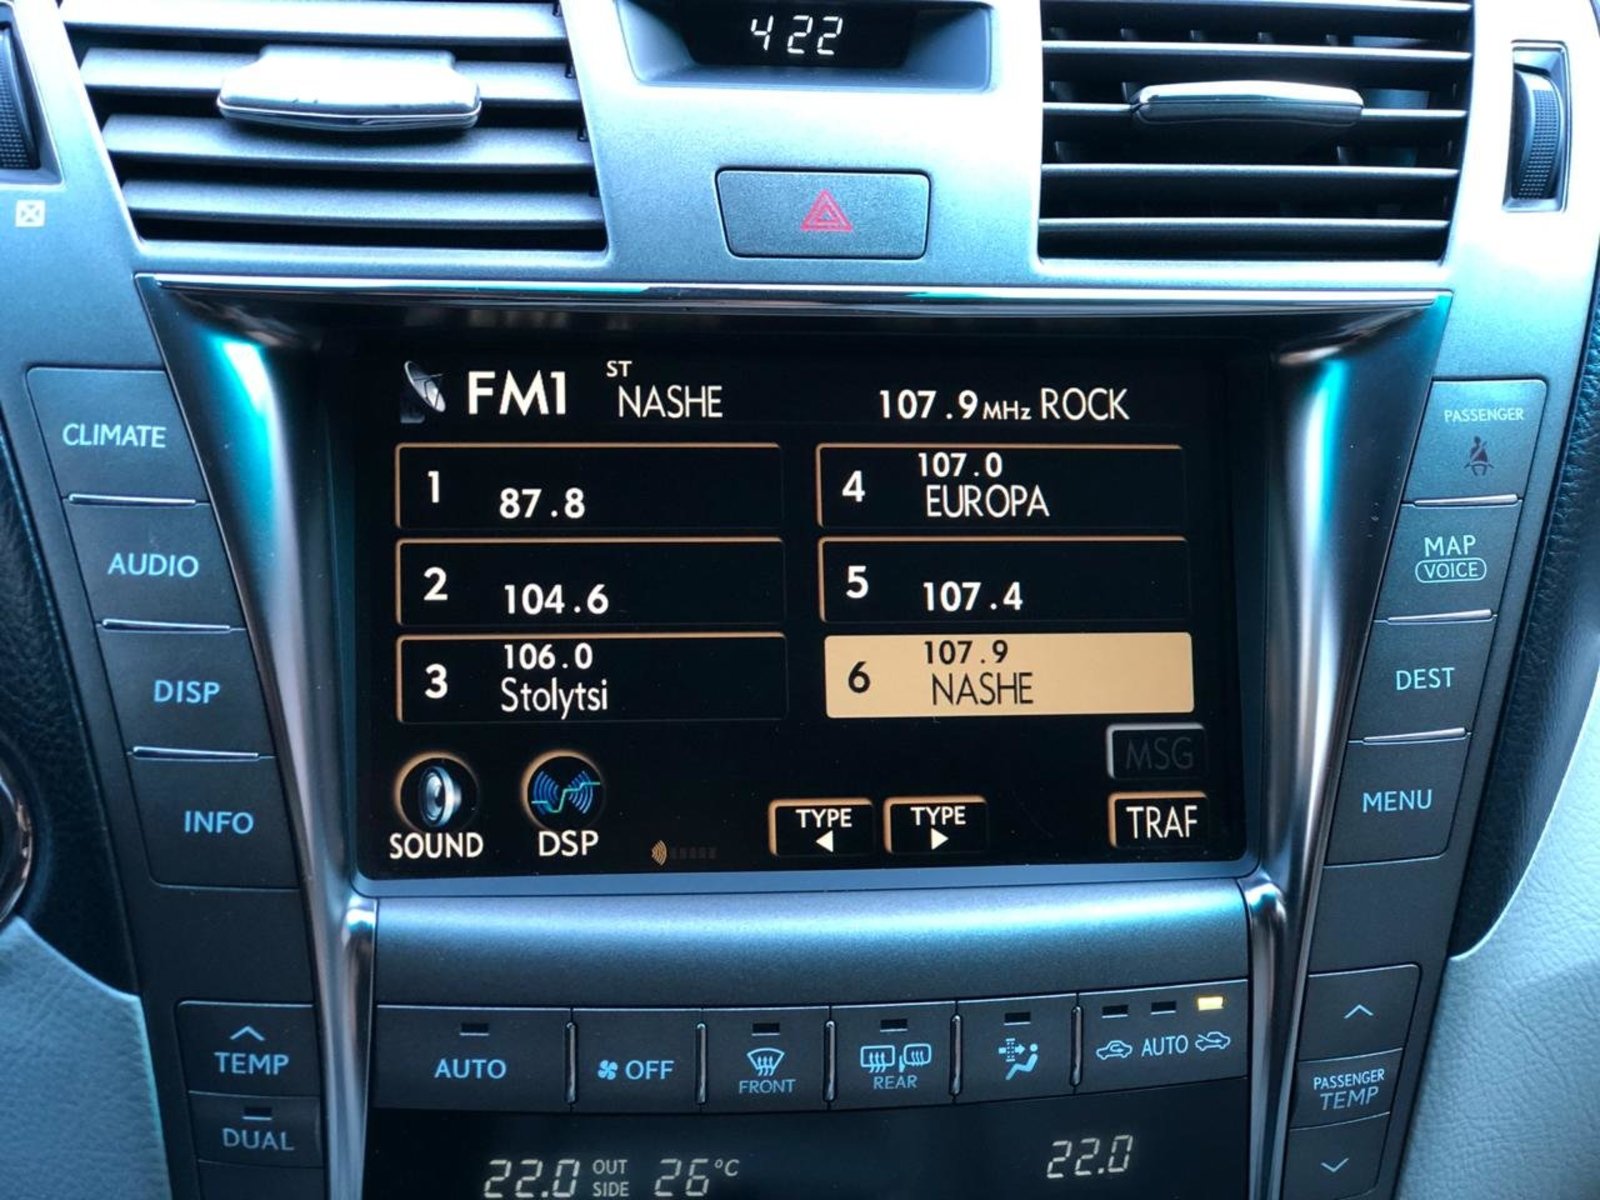 4 22
FM1 ST NASHE 107.9 MHz ROCK
1 87.8
2 104.6
3 106.0 Stolytsi
4 107.0 EUROPA
5 107.4
6 107.9 NASHE
MSG
SOUND DSP TYPE TYPE TRAF
CLIMATE
AUDIO
DISP
INFO
PASSENGER
MAP
VOICE
DEST
MENU
TEMP
DUAL
AUTO OFF FRONT REAR AUTO
PASSENGER
TEMP
22.0 OUT SIDE 26°C 22.0